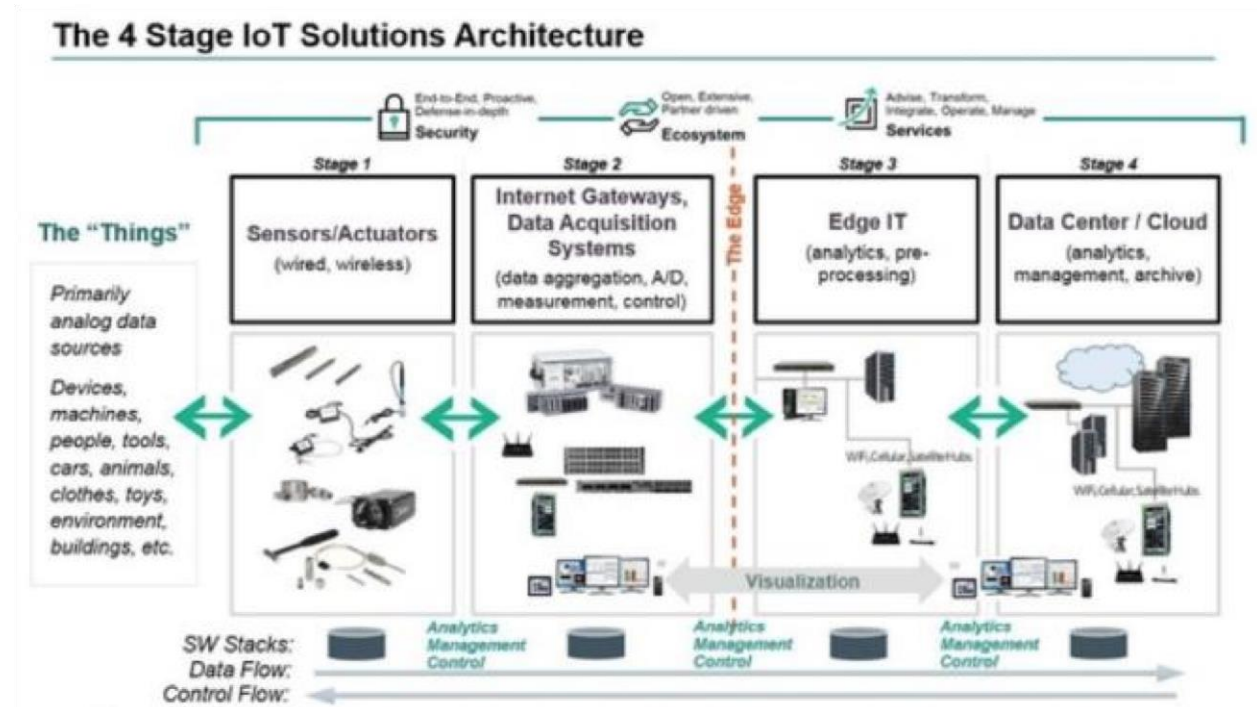 The 4 Stage IoT Solutions Architecture
End-to-End, Proactive,
Defense-in-depth
Security
Open, Extensive,
Partner driven
Ecosystem
Advise, Transform,
Integrate, Operate, Manage
Services
Stage 1
Stage 2
Stage 3
Stage 4
The "Things"
Primarily
analog data
sources
Devices,
machines,
people, tools,
cars, animals,
clothes, toys,
environment,
buildings, etc.
Sensors/Actuators
(wired, wireless)
Internet Gateways,
Data Acquisition
Systems
(data aggregation, A/D,
measurement, control)
The Edge
Edge IT
(analytics, pre-
processing)
Data Center / Cloud
(analytics,
management, archive)
WiFi, Cellular, Satellite Hubs
WiFi, Cellular, Satellite Hubs
Visualization
SW Stacks:
Analytics
Management
Control
Analytics
Management
Control
Analytics
Management
Control
Data Flow:
Control Flow: